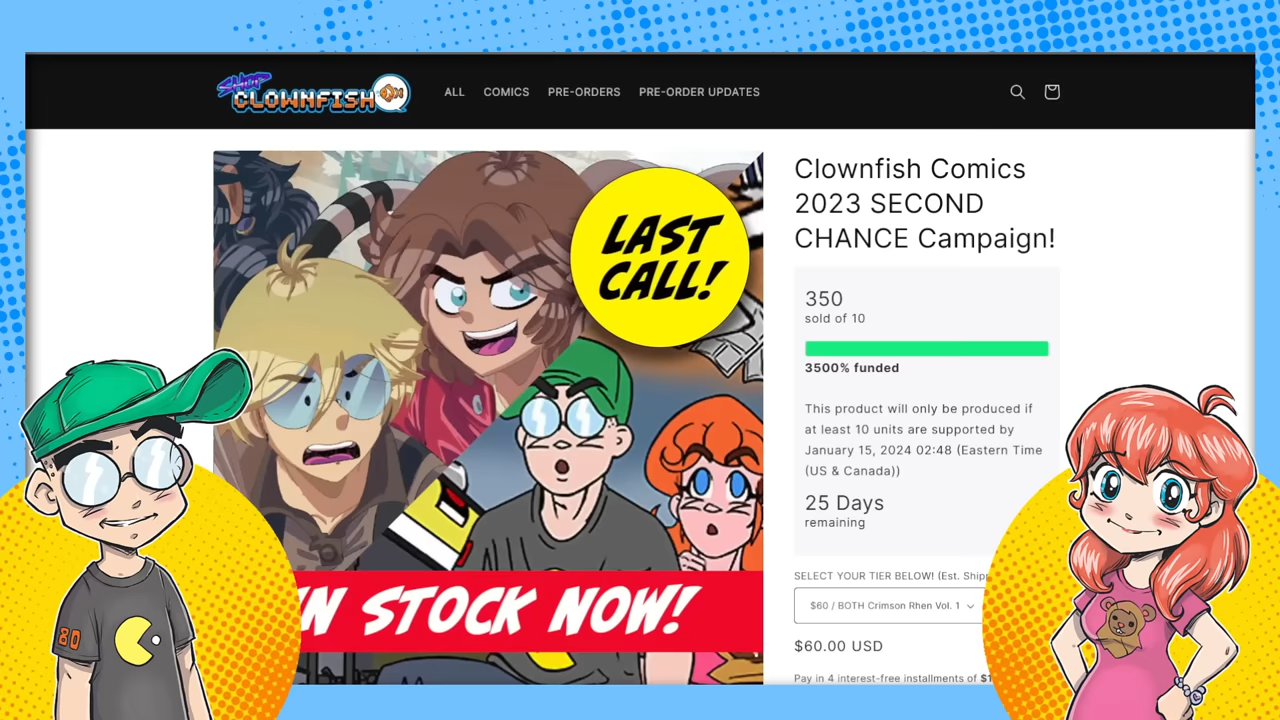 SHOP
CLOWNFISH
ALL COMICS PRE-ORDERS PRE-ORDER UPDATES
LAST
CALL!
IN STOCK NOW!
Clownfish Comics
2023 SECOND
CHANCE Campaign!
350
sold of 10
3500% funded
This product will only be produced if
at least 10 units are supported by
January 15, 2024 02:48 (Eastern Time
(US & Canada))
25 Days
remaining
SELECT YOUR TIER BELOW! (Est.
$60 / BOTH Crimson Rhen Vol. 1
$60.00 USD
Pay in 4 interest-free installments of
80